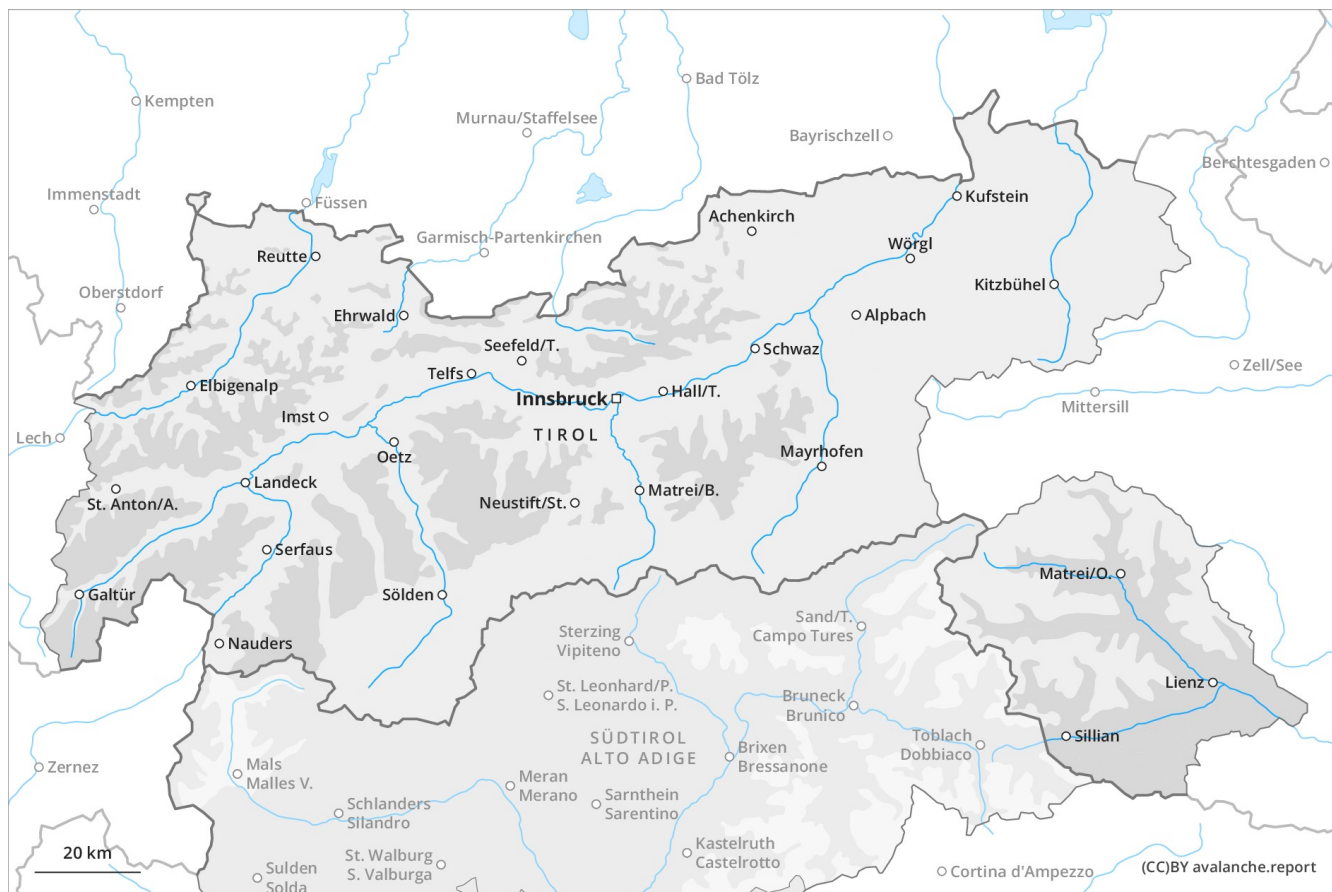 Bad Tölz
Kempten
Murnau/Staffelsee
Bayrischzell
Berchtesgaden
Immenstadt
Füssen
Kufstein
Achenkirch
Garmisch-Partenkirchen
Wörgl
Reutte
Kitzbühel
Oberstdorf
Ehrwald
Alpbach
Seefeld/T.
Schwaz
Zell/See
Telfs
Elbigenalp
Innsbruck
Hall/T.
Mittersill
Imst
Lech
TIROL
Oetz
Mayrhofen
Landeck
St. Anton/A.
Neustift/St.
Matrei/B.
Serfaus
Matrei/O.
Galtür
Sölden
Sand/T.
Campo Tures
Sterzing
Vipiteno
Nauders
Lienz
St. Leonhard/P.
S. Leonardo i. P.
Bruneck
Brunico
SÜDTIROL
ALTO ADIGE
Sillian
Toblach
Dobbiaco
Brixen
Bressanone
Zernez
Mals
Malles V.
Meran
Merano
Sarnthein
Sarentino
Schlanders
Silandro
Kastelruth
Castelrotto
20 km
St. Walburg
S. Valburga
Sulden
Solda
Cortina d'Ampezzo
(CC)BY avalanche.report